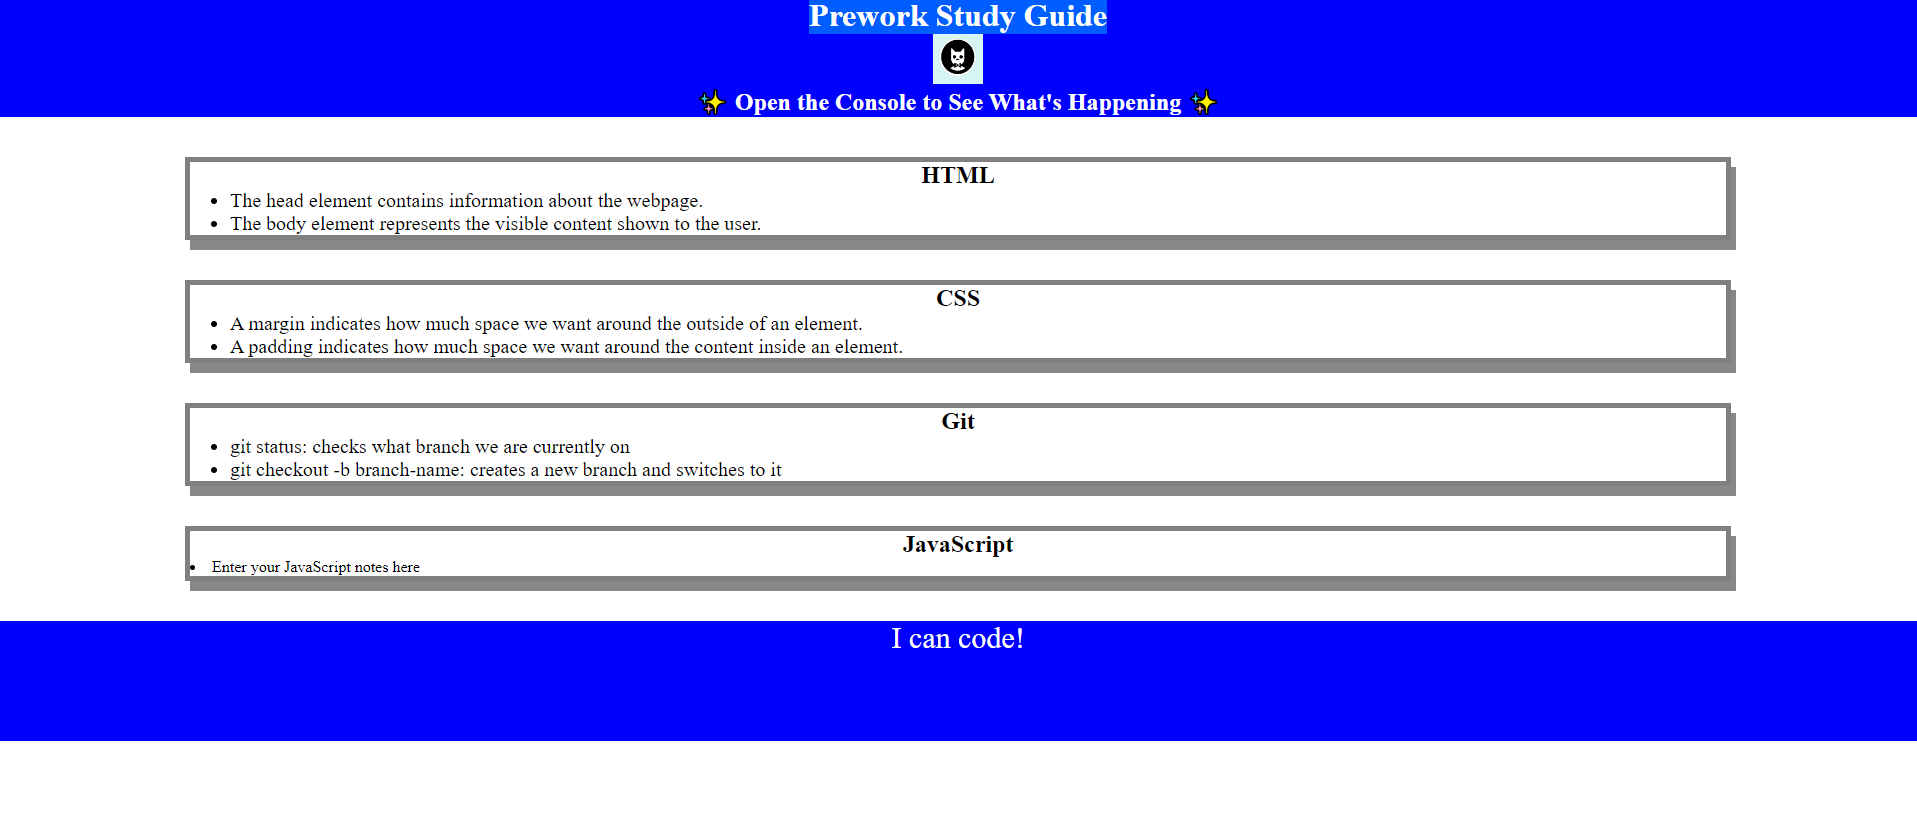 Prework Study Guide
✨ Open the Console to See What's Happening ✨
HTML
• The head element contains information about the webpage.
• The body element represents the visible content shown to the user.
CSS
• A margin indicates how much space we want around the outside of an element.
• A padding indicates how much space we want around the content inside an element.
Git
• git status: checks what branch we are currently on
• git checkout -b branch-name: creates a new branch and switches to it
JavaScript
• Enter your JavaScript notes here
I can code!